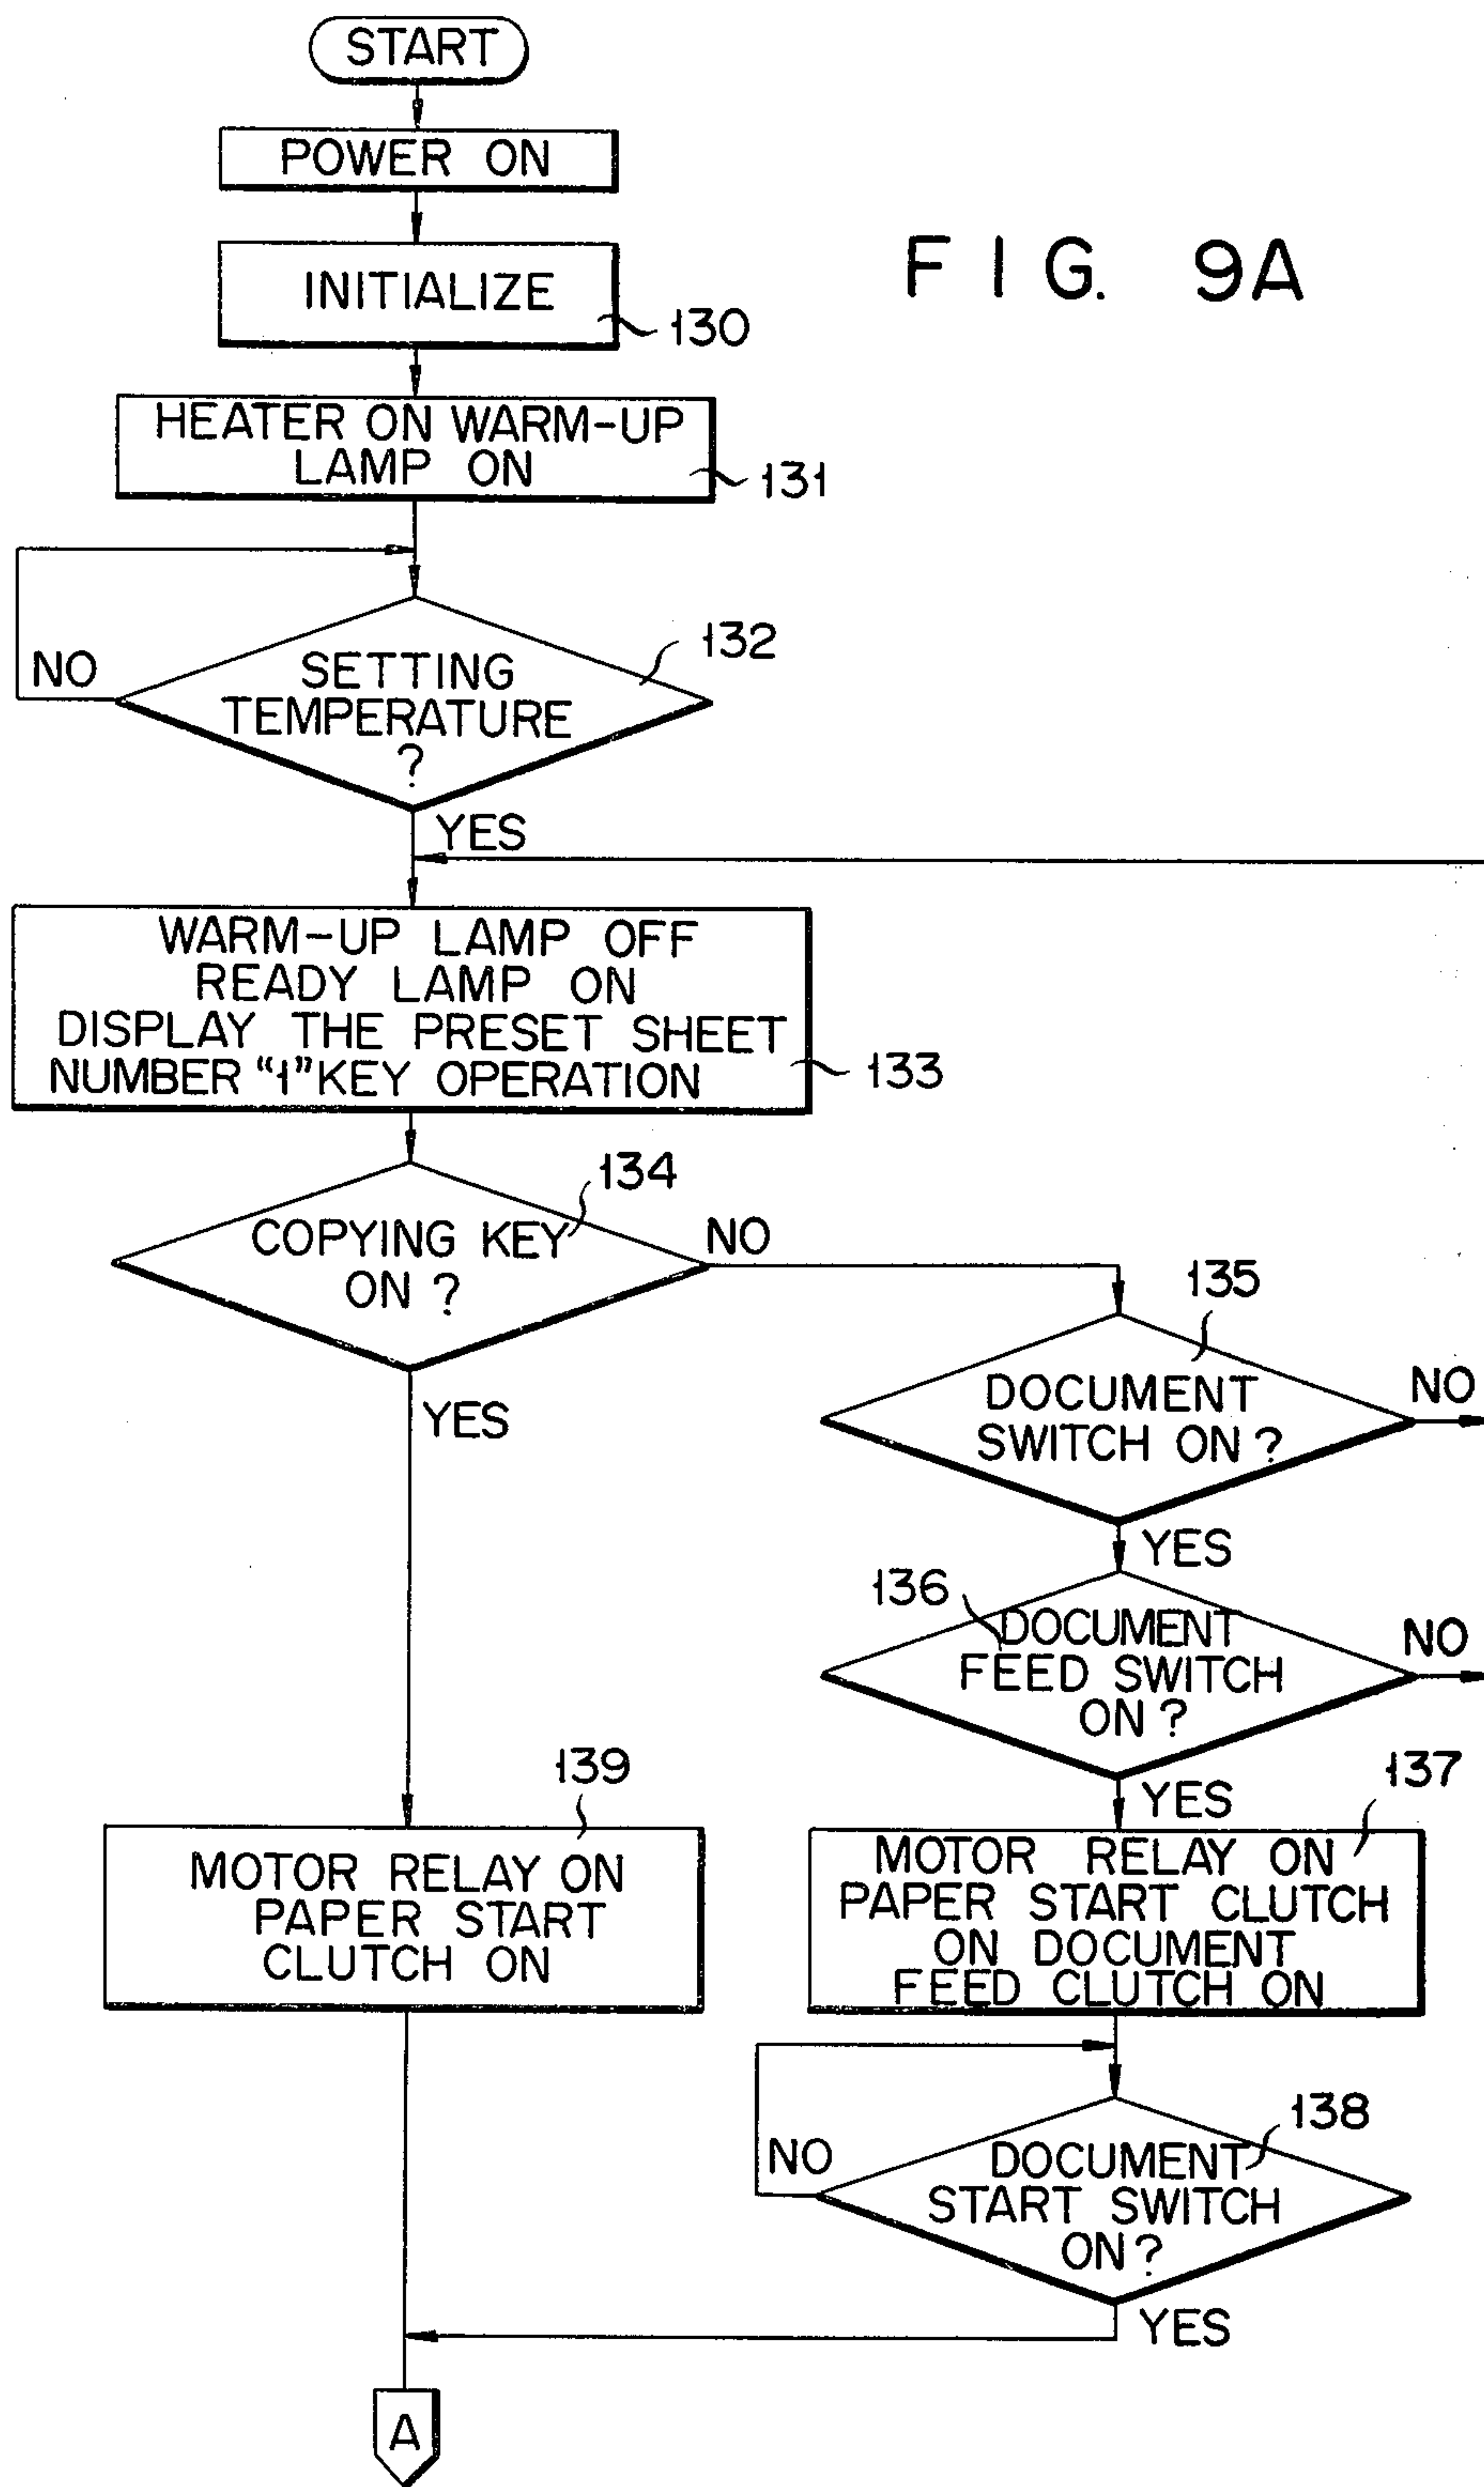 START
POWER ON
FIG. 9A
INITIALIZE
130
HEATER ON WARM-UP
LAMP ON
131
132
NO
SETTING
TEMPERATURE
?
YES
WARM-UP LAMP OFF
READY LAMP ON
DISPLAY THE PRESET SHEET
NUMBER "1" KEY OPERATION
133
134
COPYING KEY
ON ?
NO
YES
135
DOCUMENT
SWITCH ON ?
NO
YES
136
DOCUMENT
FEED SWITCH
ON ?
NO
YES
139
MOTOR RELAY ON
PAPER START
CLUTCH ON
137
MOTOR RELAY ON
PAPER START CLUTCH
ON DOCUMENT
FEED CLUTCH ON
138
NO
DOCUMENT
START SWITCH
ON ?
YES
A